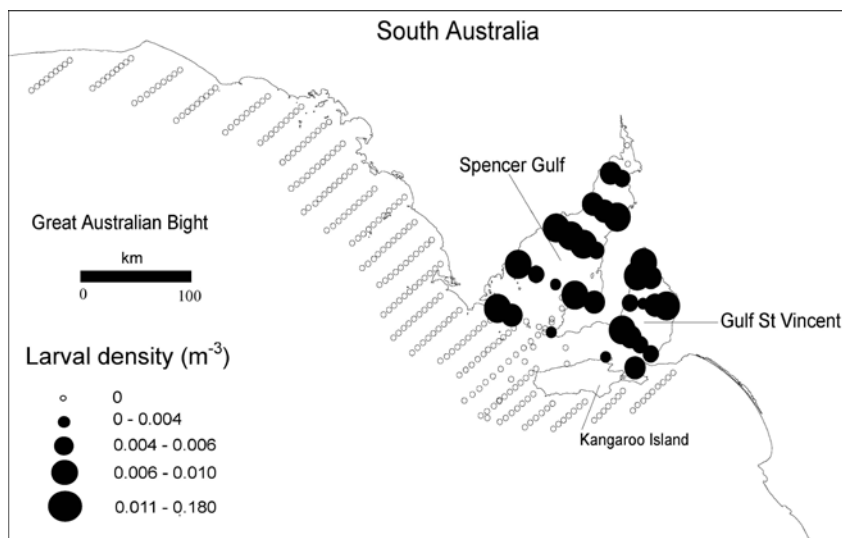 South Australia
Spencer Gulf
Great Australian Bight
km
0 100
Gulf St Vincent
Larval density (m⁻³)
0
0 - 0.004
0.004 - 0.006
0.006 - 0.010
0.011 - 0.180
Kangaroo Island